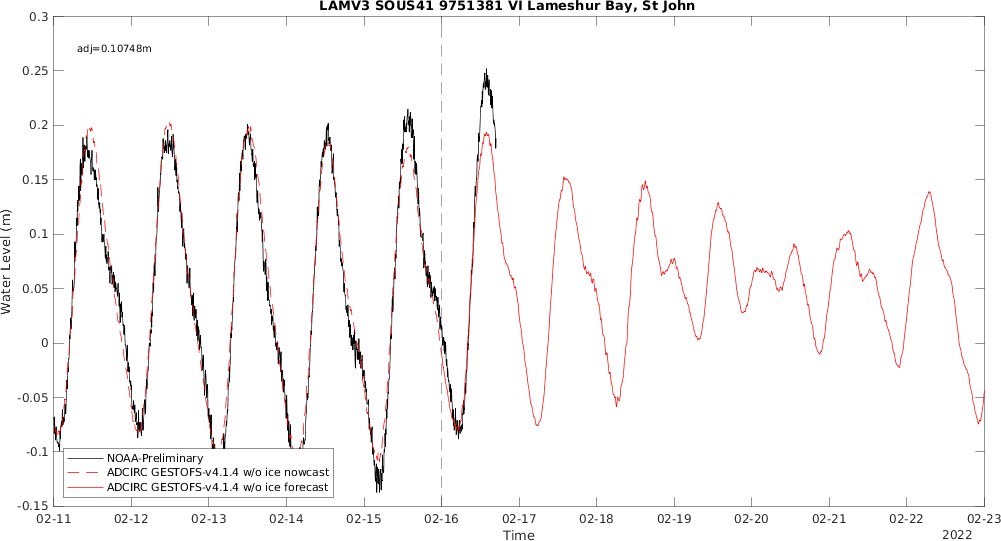 LAMV3 SOUS41 9751381 VI Lameshur Bay, St John
0.3
adj=0.10748m
0.25
0.2
0.15
0.1
0.05
0
-0.05
-0.1
-0.15
Water Level (m)
NOAA-Preliminary
ADCIRC GESTOFS-v4.1.4 w/o ice nowcast
ADCIRC GESTOFS-v4.1.4 w/o ice forecast
02-11 02-12 02-13 02-14 02-15 02-16 02-17 02-18 02-19 02-20 02-21 02-22 02-23
Time
2022